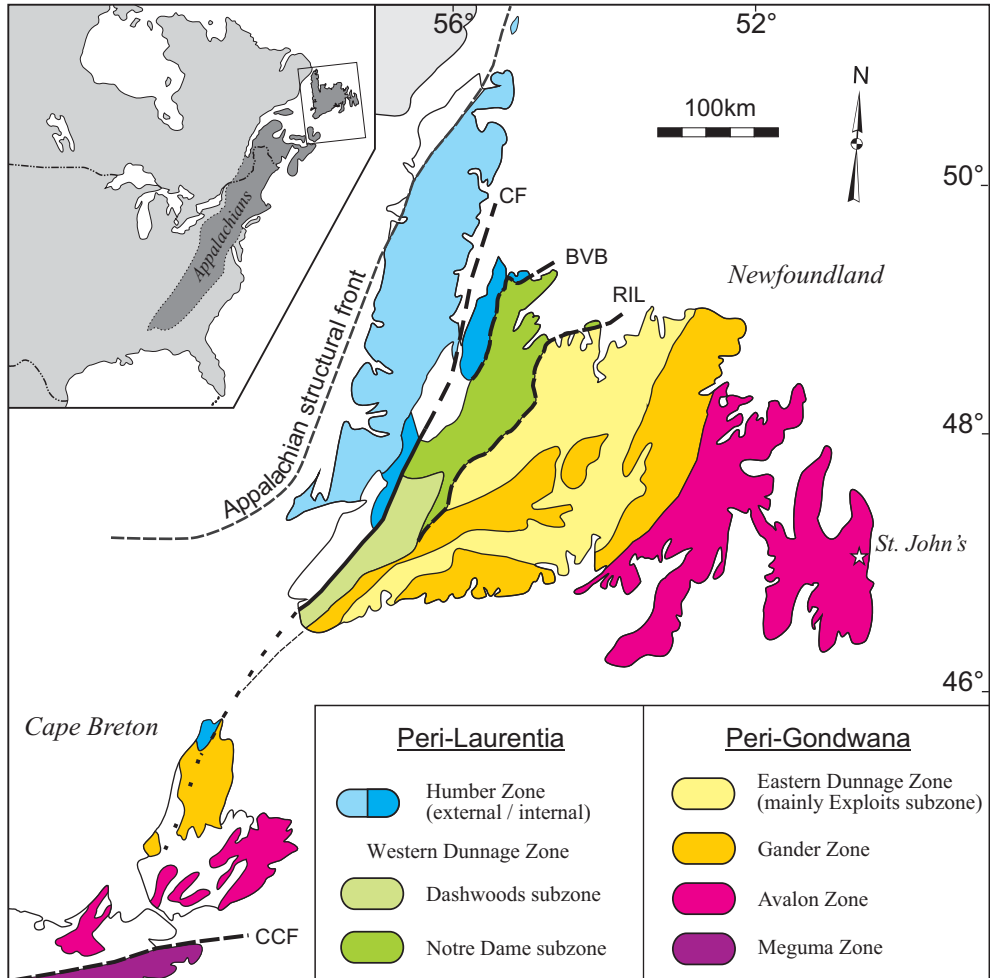 56°
52°
N
100km
50°
CF
BVB
RIL
Newfoundland
Appalachians
Appalachian structural front
48°
St. John's
46°
Cape Breton
CCF
Peri-Laurentia
Humber Zone
(external / internal)
Western Dunnage Zone
Dashwoods subzone
Notre Dame subzone
Peri-Gondwana
Eastern Dunnage Zone
(mainly Exploits subzone)
Gander Zone
Avalon Zone
Meguma Zone